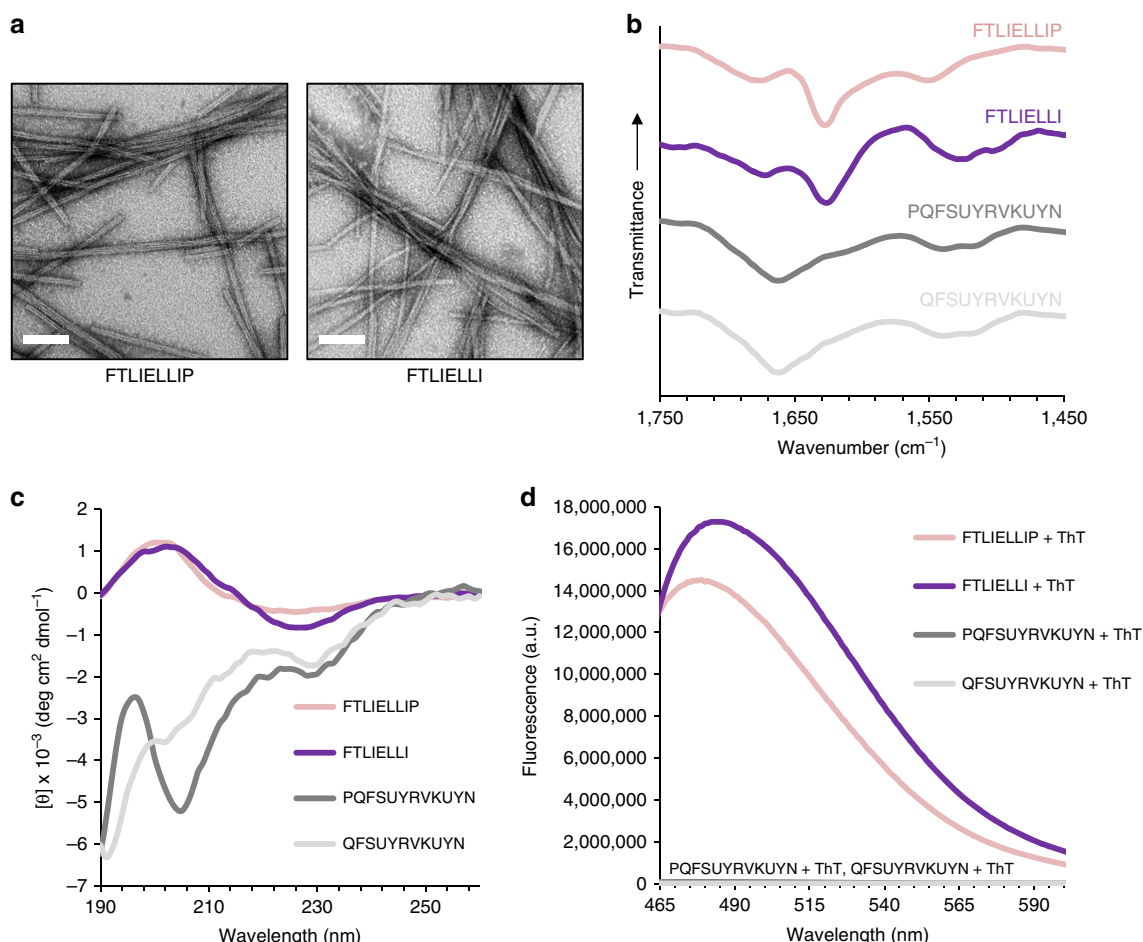 a
FTLIELLIP
FTLIELLI
b
FTLIELLIP
FTLIELLI
PQFSUYRVKUYN
QFSUYRVKUYN
Transmittance
1,750
1,650
1,550
1,450
Wavenumber (cm⁻¹)
c
2
1
0
–1
–2
–3
–4
–5
–6
–7
[θ] x 10⁻³ (deg cm² dmol⁻¹)
FTLIELLIP
FTLIELLI
PQFSUYRVKUYN
QFSUYRVKUYN
190
210
230
250
Wavelength (nm)
d
18,000,000
16,000,000
14,000,000
12,000,000
10,000,000
8,000,000
6,000,000
4,000,000
2,000,000
0
Fluorescence (a.u.)
FTLIELLIP + ThT
FTLIELLI + ThT
PQFSUYRVKUYN + ThT
QFSUYRVKUYN + ThT
PQFSUYRVKUYN + ThT, QFSUYRVKUYN + ThT
465
490
515
540
565
590
Wavelength (nm)